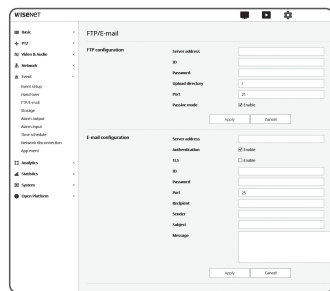 WISENET
Basic
PTZ
Video & Audio
Network
Event
Event setup
Hand over
FTP/E-mail
Storage
Alarm output
Alarm input
Time schedule
Network disconnection
App event
Analytics
Statistics
System
Open Platform
FTP/E-mail
FTP configuration
Server address
ID
Password
Upload directory /
Port 21
Passive mode Enable
Apply Cancel
E-mail configuration
Server address
Authentication Enable
TLS Enable
ID
Password
Port 25
Recipient
Sender
Subject
Message
Apply Cancel